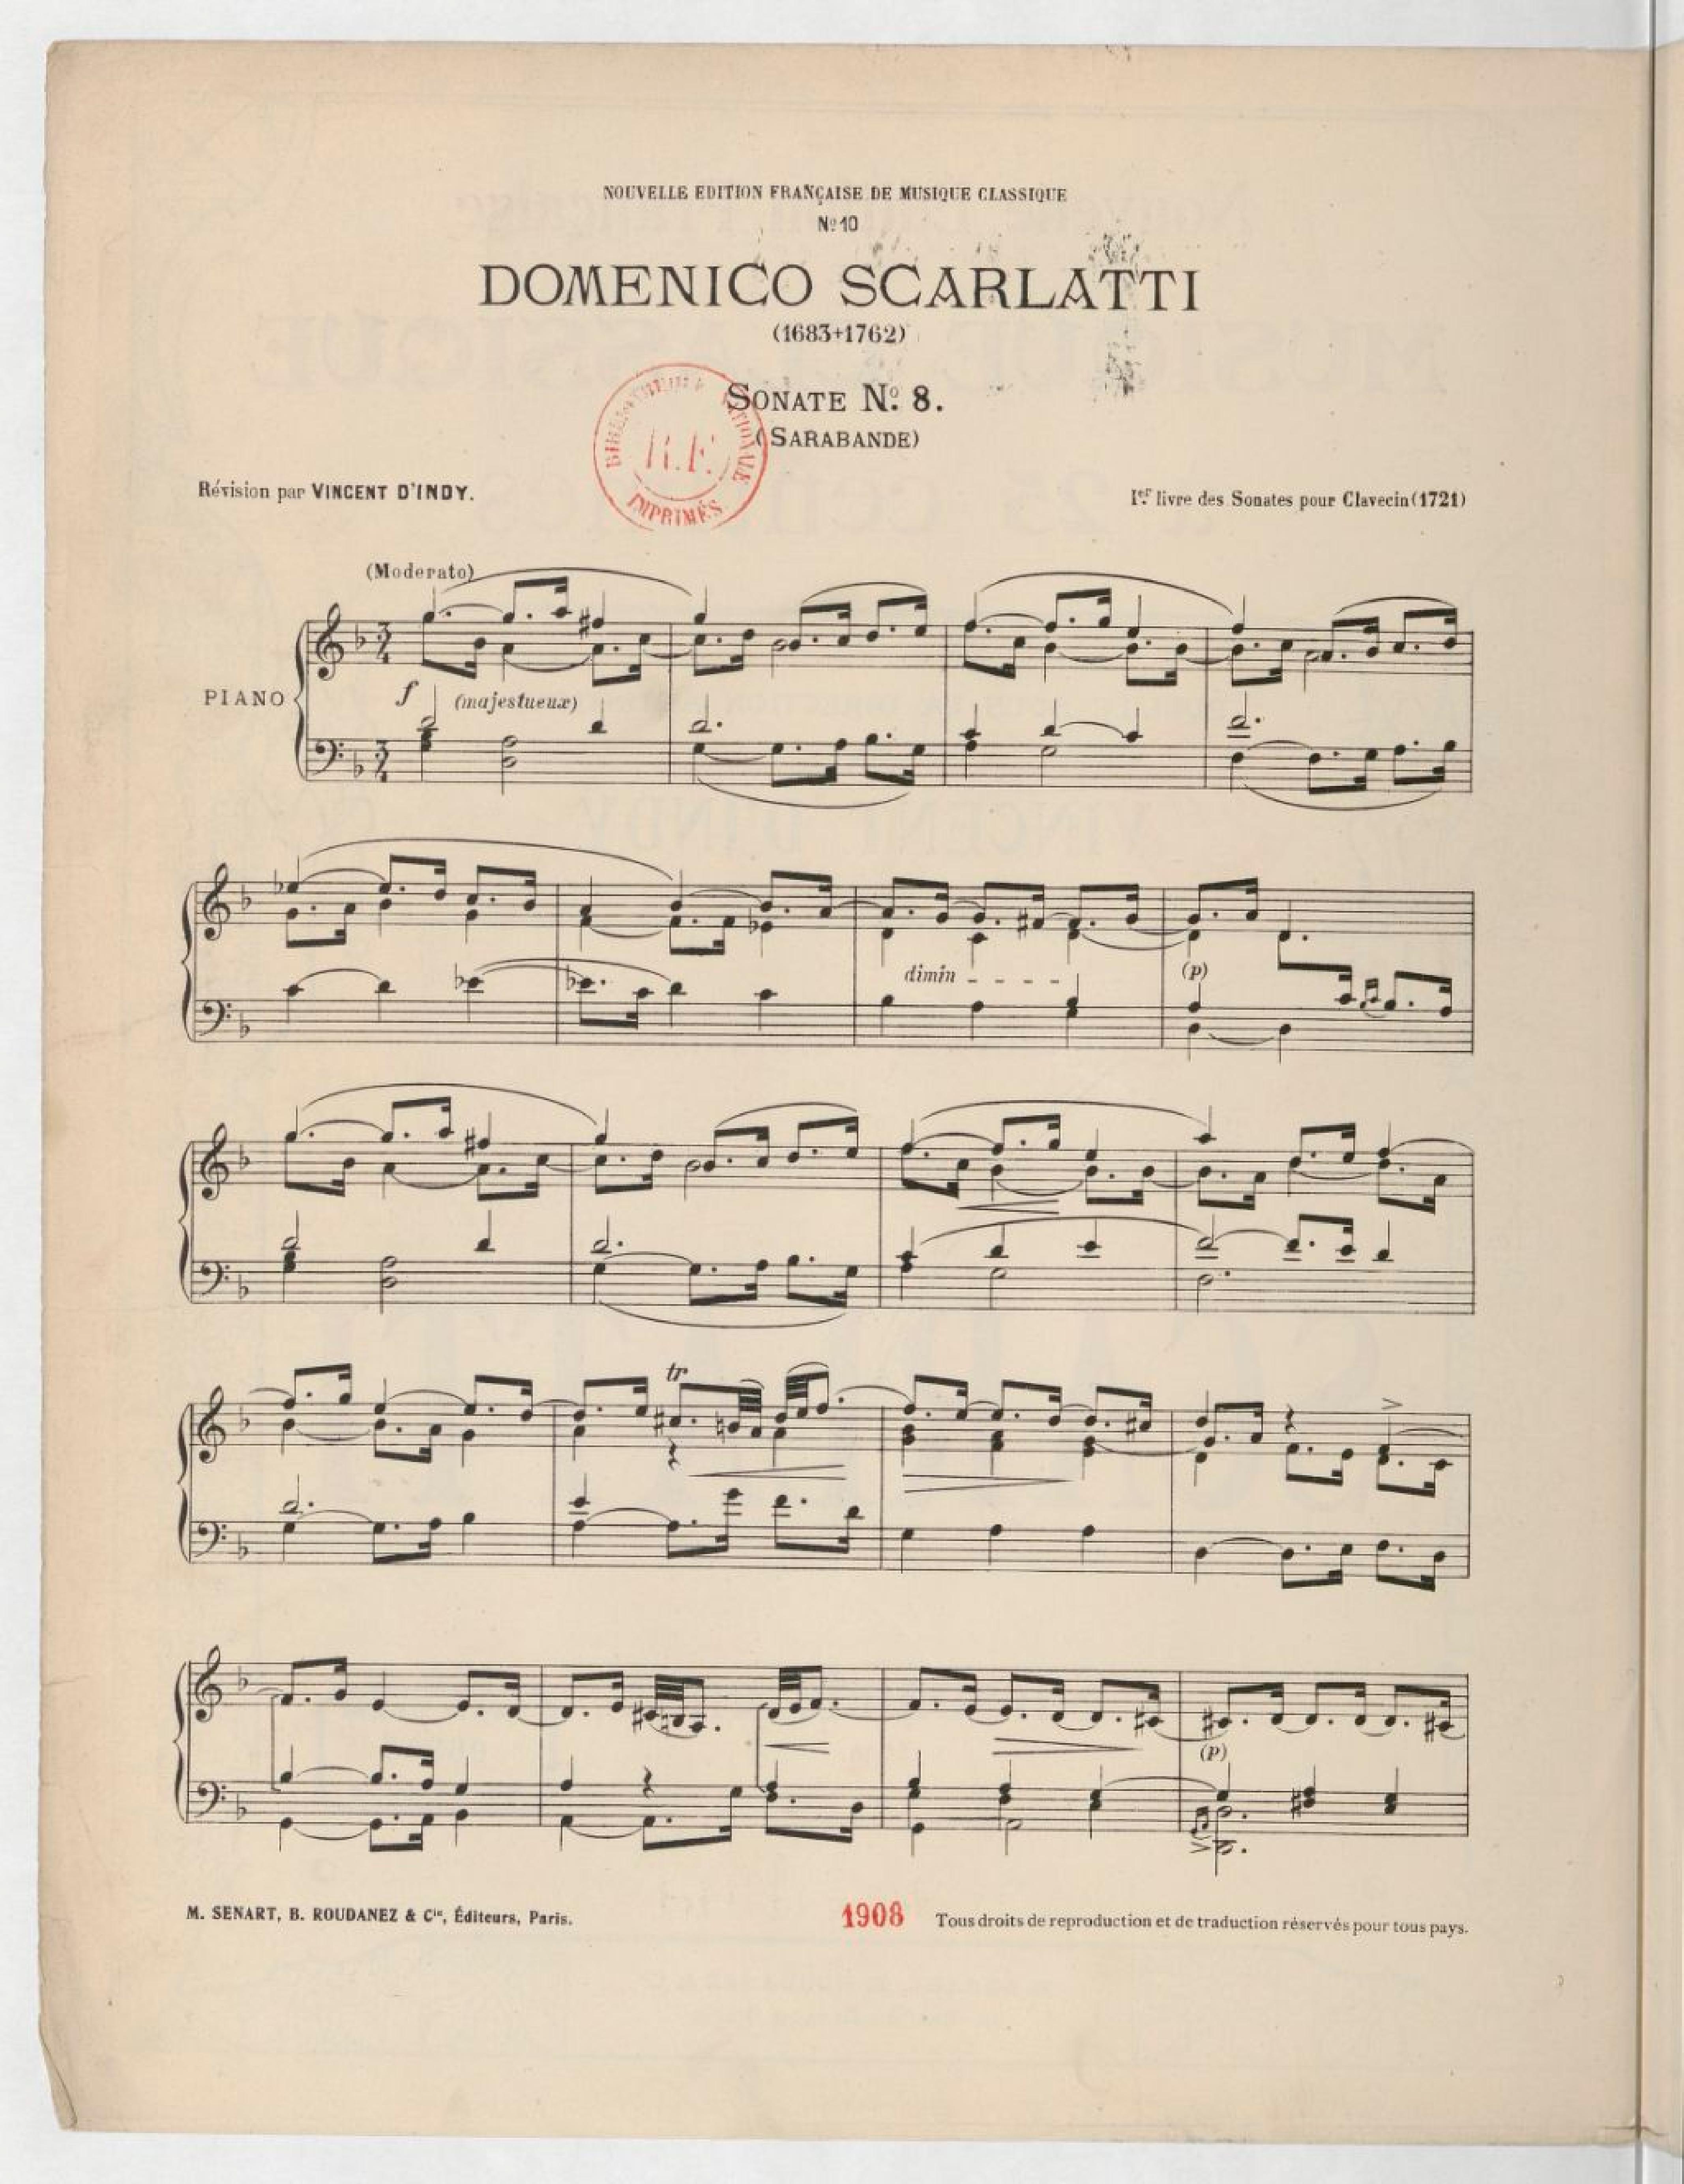 NOUVELLE EDITION FRANÇAISE DE MUSIQUE CLASSIQUE
Nº 10
DOMENICO SCARLATTI
(1683+1762)
SONATE Nº 8.
(SARABANDE)
R.F.
IMPRIMÉS
Révision par VINCENT D'INDY.
Ier livre des Sonates pour Clavecin (1721)
(Moderato)
PIANO
f (majestueux)
dimin - - - -
(p)
tr
(p)
M. SENART, B. ROUDANEZ & Cie, Éditeurs, Paris.
1908
Tous droits de reproduction et de traduction réservés pour tous pays.